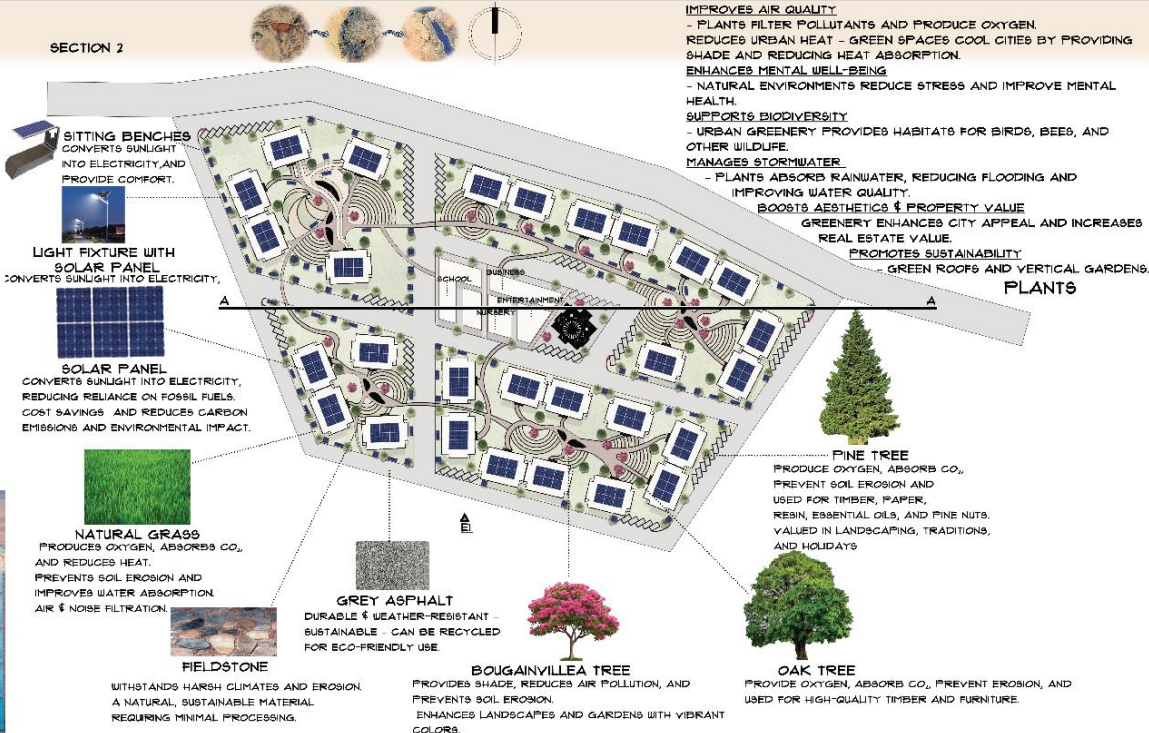 SECTION 2
IMPROVES AIR QUALITY
- PLANTS FILTER POLLUTANTS AND PRODUCE OXYGEN.
REDUCES URBAN HEAT - GREEN SPACES COOL CITIES BY PROVIDING
SHADE AND REDUCING HEAT ABSORPTION.
ENHANCES MENTAL WELL-BEING
- NATURAL ENVIRONMENTS REDUCE STRESS AND IMPROVE MENTAL
HEALTH.
SUPPORTS BIODIVERSITY
- URBAN GREENERY PROVIDES HABITATS FOR BIRDS, BEES, AND
OTHER WILDLIFE.
MANAGES STORMWATER
- PLANTS ABSORB RAINWATER, REDUCING FLOODING AND
IMPROVING WATER QUALITY.
BOOSTS AESTHETICS & PROPERTY VALUE
GREENERY ENHANCES CITY APPEAL AND INCREASES
REAL ESTATE VALUE.
PROMOTES SUSTAINABILITY
- GREEN ROOFS AND VERTICAL GARDENS.
PLANTS
SITTING BENCHES
CONVERTS SUNLIGHT
INTO ELECTRICITY, AND
PROVIDE COMFORT.
LIGHT FIXTURE WITH
SOLAR PANEL
CONVERTS SUNLIGHT INTO ELECTRICITY,
SCHOOL
BUSINESS
ENTERTAINMENT
NURSERY
A
A
SOLAR PANEL
CONVERTS SUNLIGHT INTO ELECTRICITY,
REDUCING RELIANCE ON FOSSIL FUELS.
COST SAVINGS AND REDUCES CARBON
EMISSIONS AND ENVIRONMENTAL IMPACT.
PINE TREE
PRODUCE OXYGEN, ABSORB CO₂,
PREVENT SOIL EROSION AND
USED FOR TIMBER, PAPER,
RESIN, ESSENTIAL OILS, AND PINE NUTS.
VALUED IN LANDSCAPING, TRADITIONS,
AND HOLIDAYS
NATURAL GRASS
PRODUCES OXYGEN, ABSORBS CO₂,
AND REDUCES HEAT.
PREVENTS SOIL EROSION AND
IMPROVES WATER ABSORPTION.
AIR & NOISE FILTRATION.
E1
GREY ASPHALT
DURABLE & WEATHER-RESISTANT -
SUSTAINABLE - CAN BE RECYCLED
FOR ECO-FRIENDLY USE.
FIELDSTONE
WITHSTANDS HARSH CLIMATES AND EROSION.
A NATURAL, SUSTAINABLE MATERIAL
REQUIRING MINIMAL PROCESSING.
BOUGAINVILLEA TREE
PROVIDES SHADE, REDUCES AIR POLLUTION, AND
PREVENTS SOIL EROSION.
ENHANCES LANDSCAPES AND GARDENS WITH VIBRANT
COLORS.
OAK TREE
PROVIDE OXYGEN, ABSORB CO₂, PREVENT EROSION, AND
USED FOR HIGH-QUALITY TIMBER AND FURNITURE.